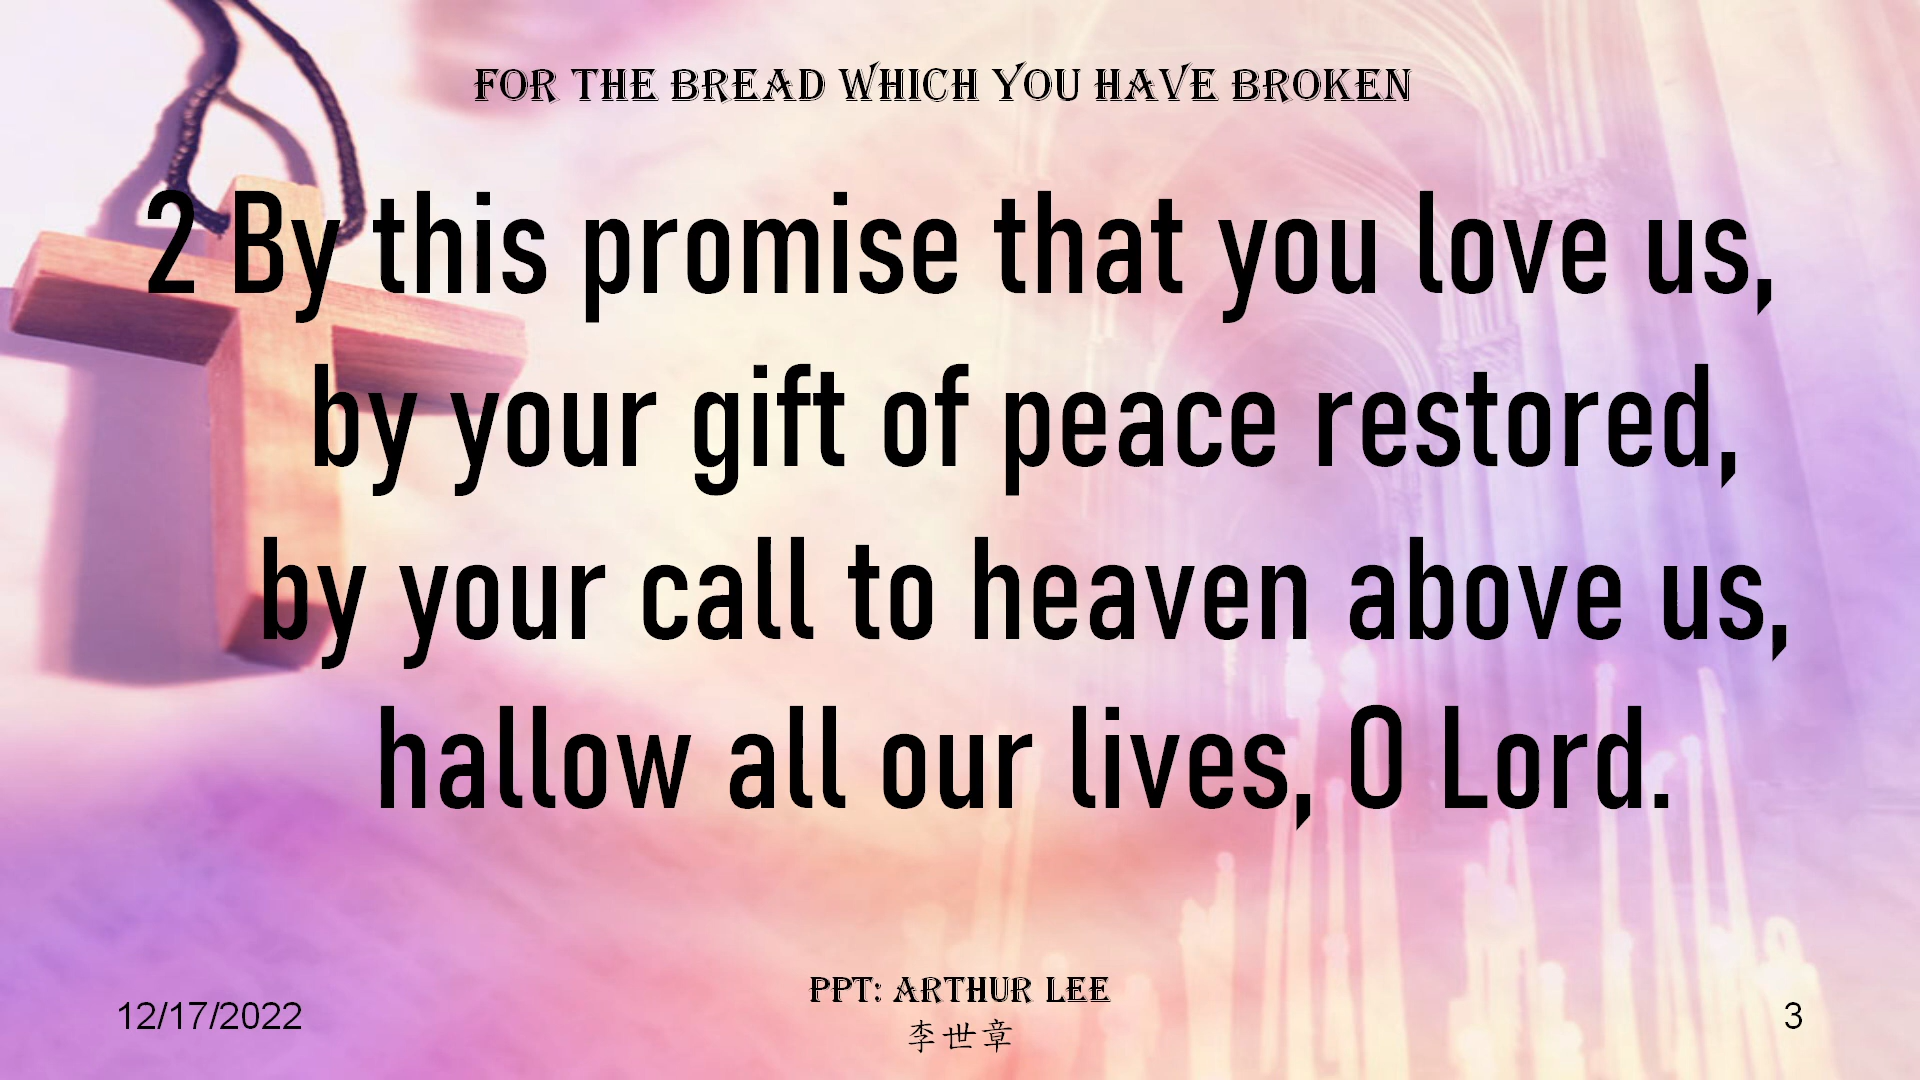 FOR THE BREAD WHICH YOU HAVE BROKEN
2 By this promise that you love us,
by your gift of peace restored,
by your call to heaven above us,
hallow all our lives, O Lord.
PPT: ARTHUR LEE
李世章
12/17/2022
3